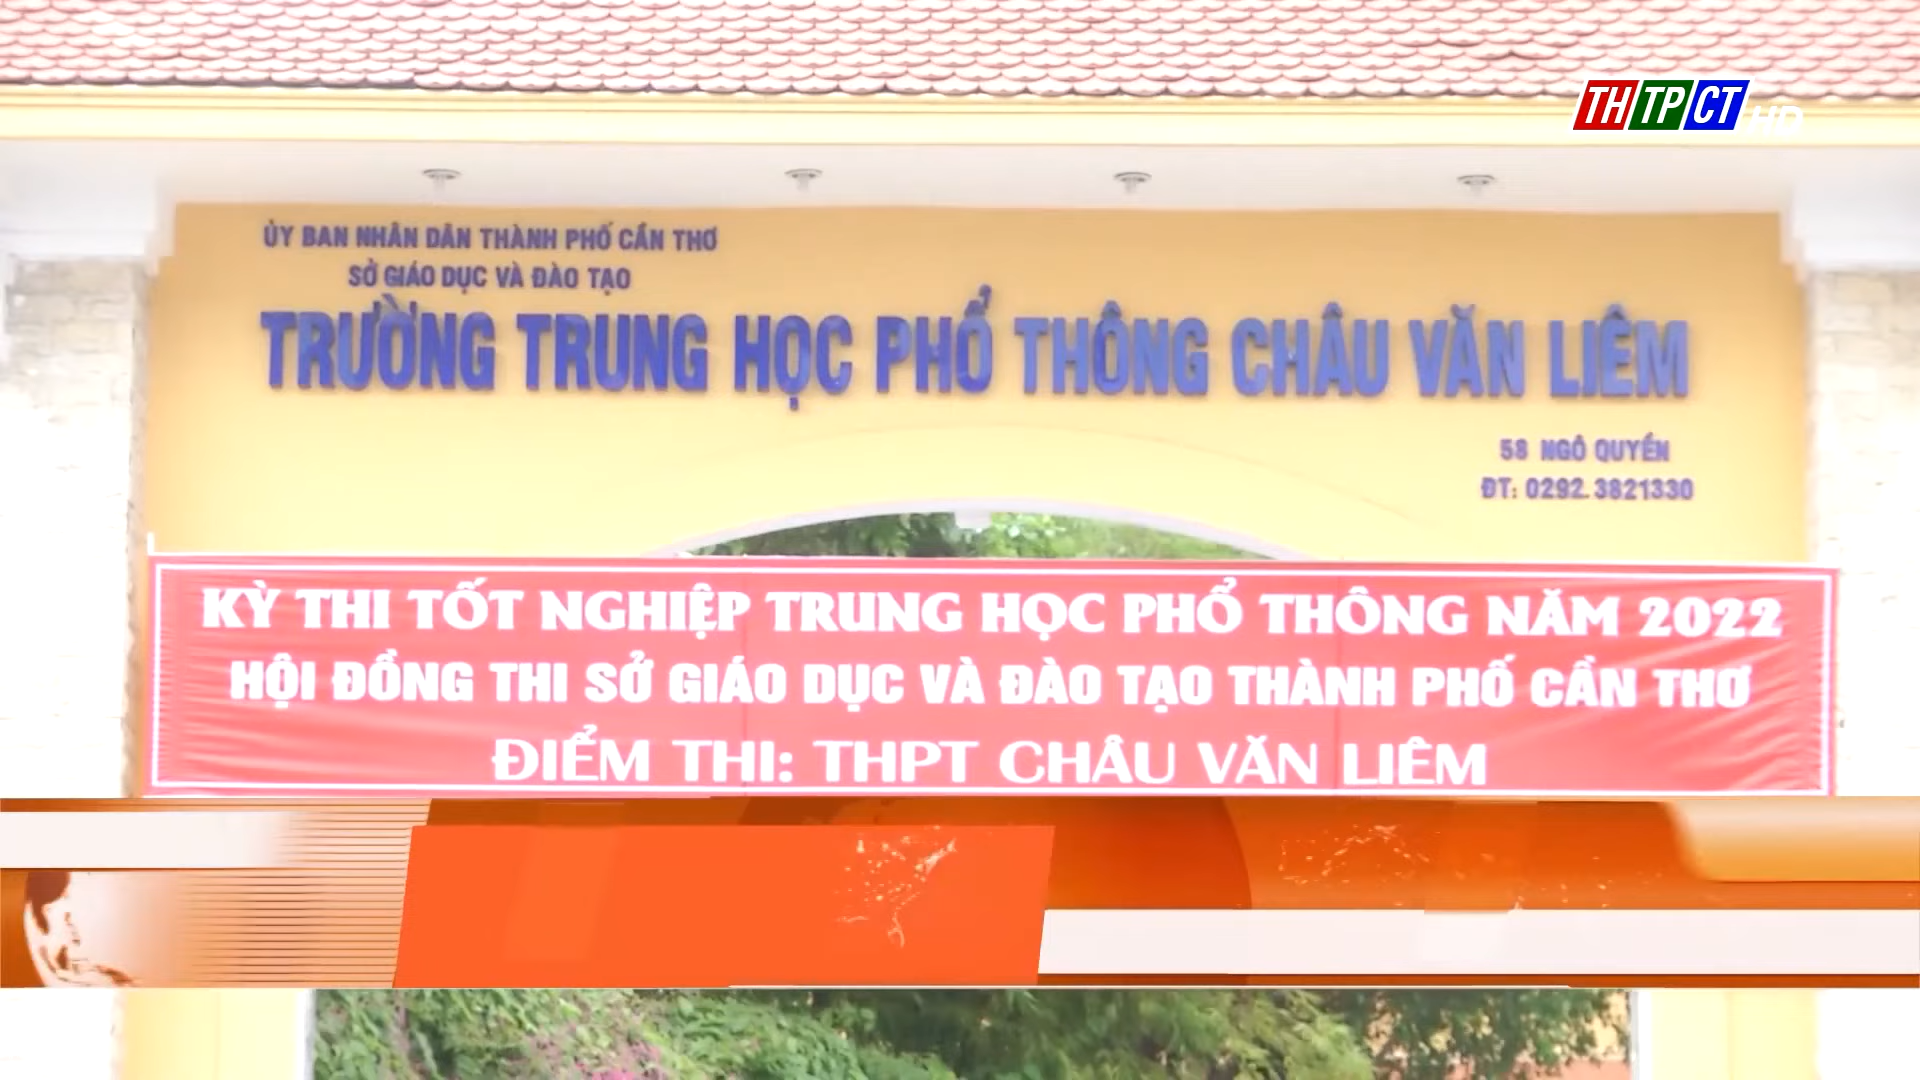 THTPCT HD
ỦY BAN NHÂN DÂN THÀNH PHỐ CẦN THƠ
SỞ GIÁO DỤC VÀ ĐÀO TẠO
TRƯỜNG TRUNG HỌC PHỔ THÔNG CHÂU VĂN LIÊM
58 NGÔ QUYỀN
ĐT: 0292.3821330
KỲ THI TỐT NGHIỆP TRUNG HỌC PHỔ THÔNG NĂM 2022
HỘI ĐỒNG THI SỞ GIÁO DỤC VÀ ĐÀO TẠO THÀNH PHỐ CẦN THƠ
ĐIỂM THI: THPT CHÂU VĂN LIÊM